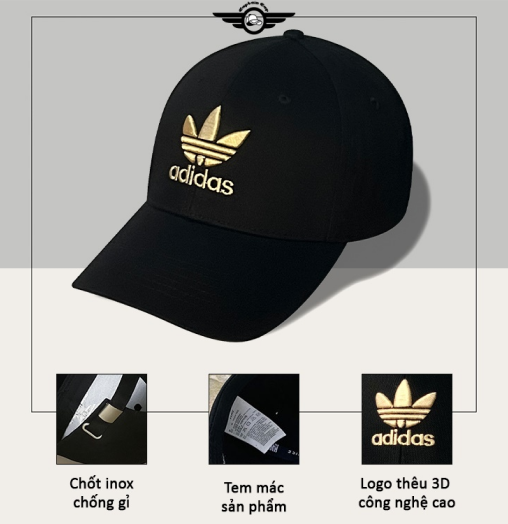 adidas
adidas
Chốt inox
chống gỉ
Tem mác
sản phẩm
Logo thêu 3D
công nghệ cao